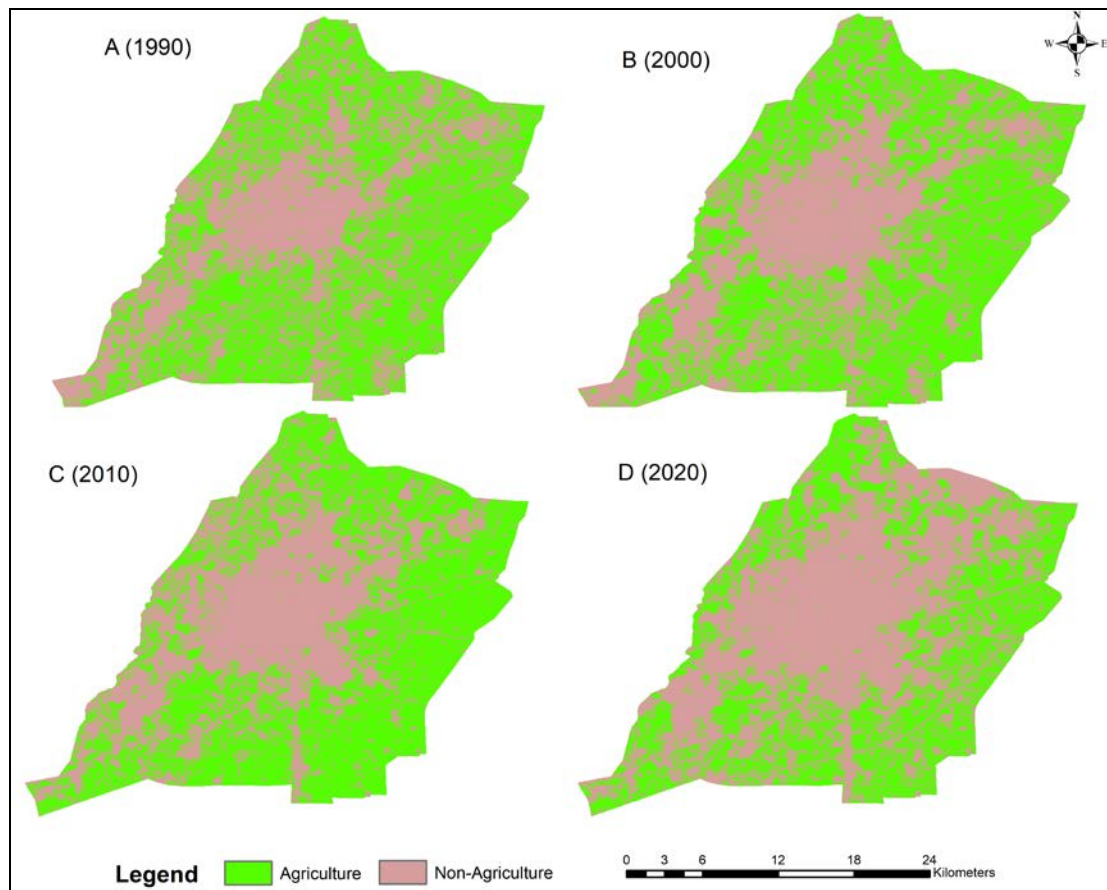 A (1990)
B (2000)
N
W E
S
C (2010)
D (2020)
Legend Agriculture Non-Agriculture
0 3 6 12 18 24
Kilometers